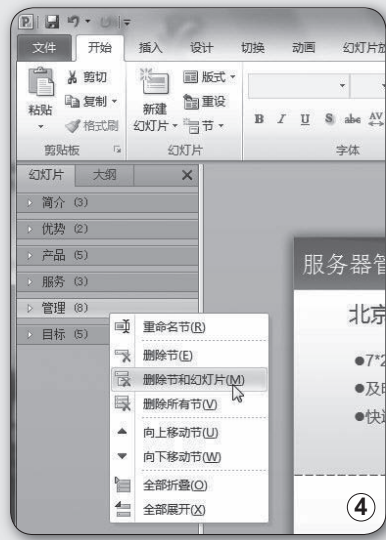 P
文件 开始 插入 设计 切换 动画 幻灯片放
粘贴
剪切
复制
格式刷
剪贴板
新建
幻灯片
版式
重设
节
幻灯片
B I U S abc AV
字体
幻灯片 大纲
简介 (3)
优势 (2)
产品 (5)
服务 (3)
管理 (8)
目标 (5)
重命名节(R)
删除节(E)
删除节和幻灯片(M)
删除所有节(V)
向上移动节(U)
向下移动节(W)
全部折叠(O)
全部展开(X)
服务器管
北京
●7*2
●及时
●快速
④